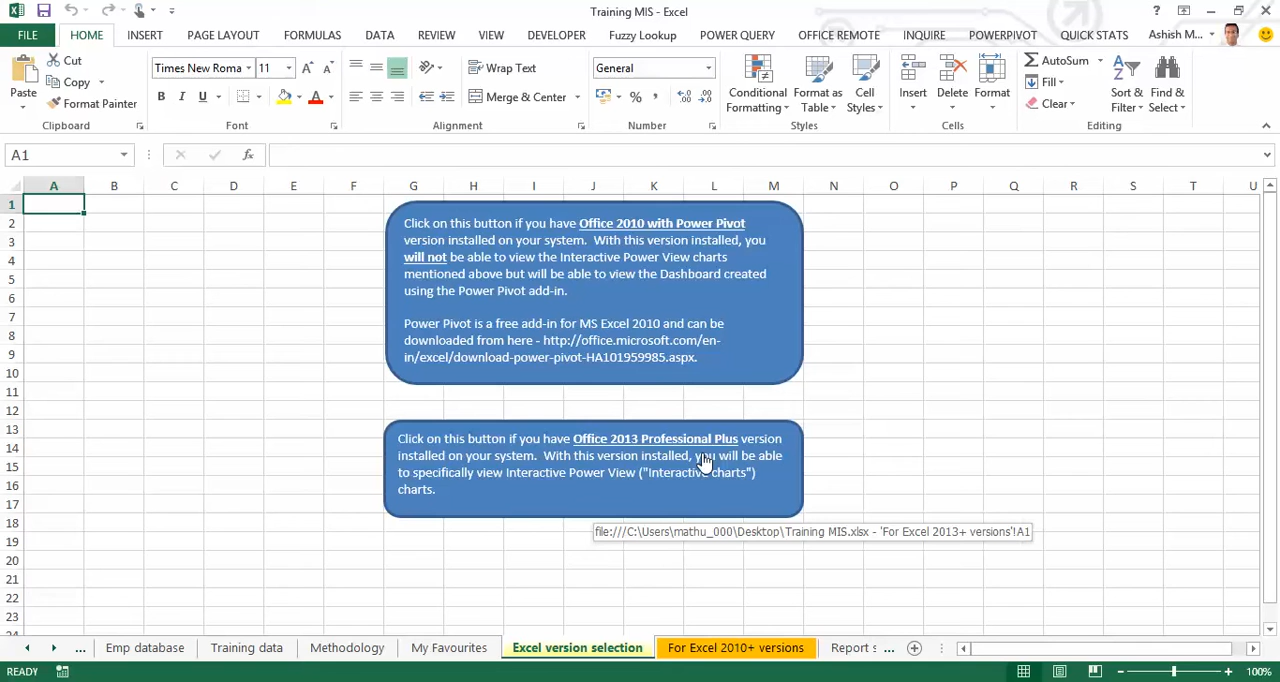 Training MIS - Excel
?
FILE HOME INSERT PAGE LAYOUT FORMULAS DATA REVIEW VIEW DEVELOPER Fuzzy Lookup POWER QUERY OFFICE REMOTE INQUIRE POWERPIVOT QUICK STATS Ashish M...
Paste
Cut
Copy
Format Painter
Clipboard
Times New Roma 11
B I U
Font
Wrap Text
Merge & Center
Alignment
General
%
Number
Conditional Formatting
Format as Table
Cell Styles
Styles
Insert Delete Format
Cells
AutoSum
Fill
Clear
Sort & Filter
Find & Select
Editing
A1
fx
A B C D E F G H I J K L M N O P Q R S T U
1
2
3
4
5
6
7
8
9
10
11
12
13
14
15
16
17
18
19
20
21
22
23
24
Click on this button if you have Office 2010 with Power Pivot
version installed on your system. With this version installed, you
will not be able to view the Interactive Power View charts
mentioned above but will be able to view the Dashboard created
using the Power Pivot add-in.
Power Pivot is a free add-in for MS Excel 2010 and can be
downloaded from here - http://office.microsoft.com/en-
in/excel/download-power-pivot-HA101959985.aspx.
Click on this button if you have Office 2013 Professional Plus version
installed on your system. With this version installed, you will be able
to specifically view Interactive Power View ("Interactive charts")
charts.
file:///C:\Users\mathu_000\Desktop\Training MIS.xlsx - 'For Excel 2013+ versions'!A1
... Emp database Training data Methodology My Favourites Excel version selection For Excel 2010+ versions Report s ...
READY
100%